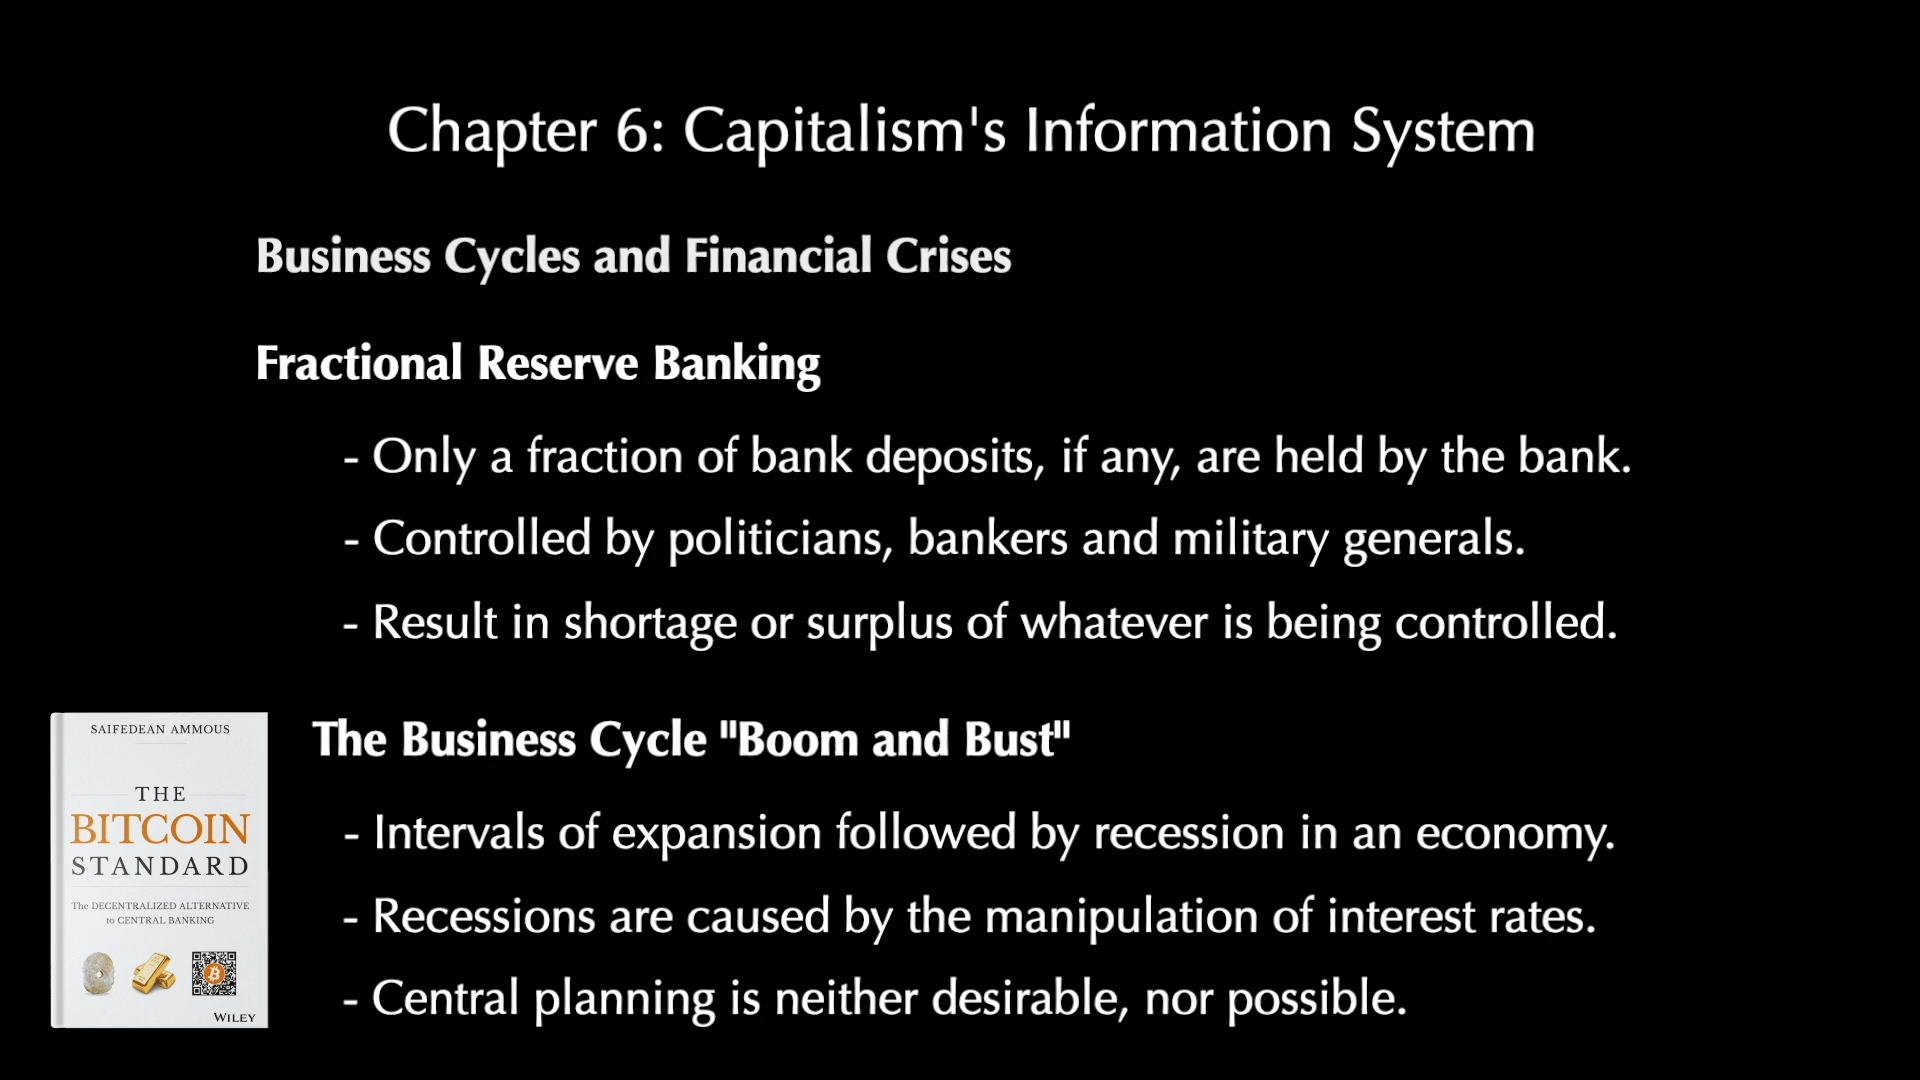 Chapter 6: Capitalism's Information System
Business Cycles and Financial Crises
Fractional Reserve Banking
- Only a fraction of bank deposits, if any, are held by the bank.
- Controlled by politicians, bankers and military generals.
- Result in shortage or surplus of whatever is being controlled.
The Business Cycle "Boom and Bust"
- Intervals of expansion followed by recession in an economy.
- Recessions are caused by the manipulation of interest rates.
- Central planning is neither desirable, nor possible.
SAIFEDEAN AMMOUS
THE
BITCOIN
STANDARD
The DECENTRALIZED ALTERNATIVE
to CENTRAL BANKING
WILEY